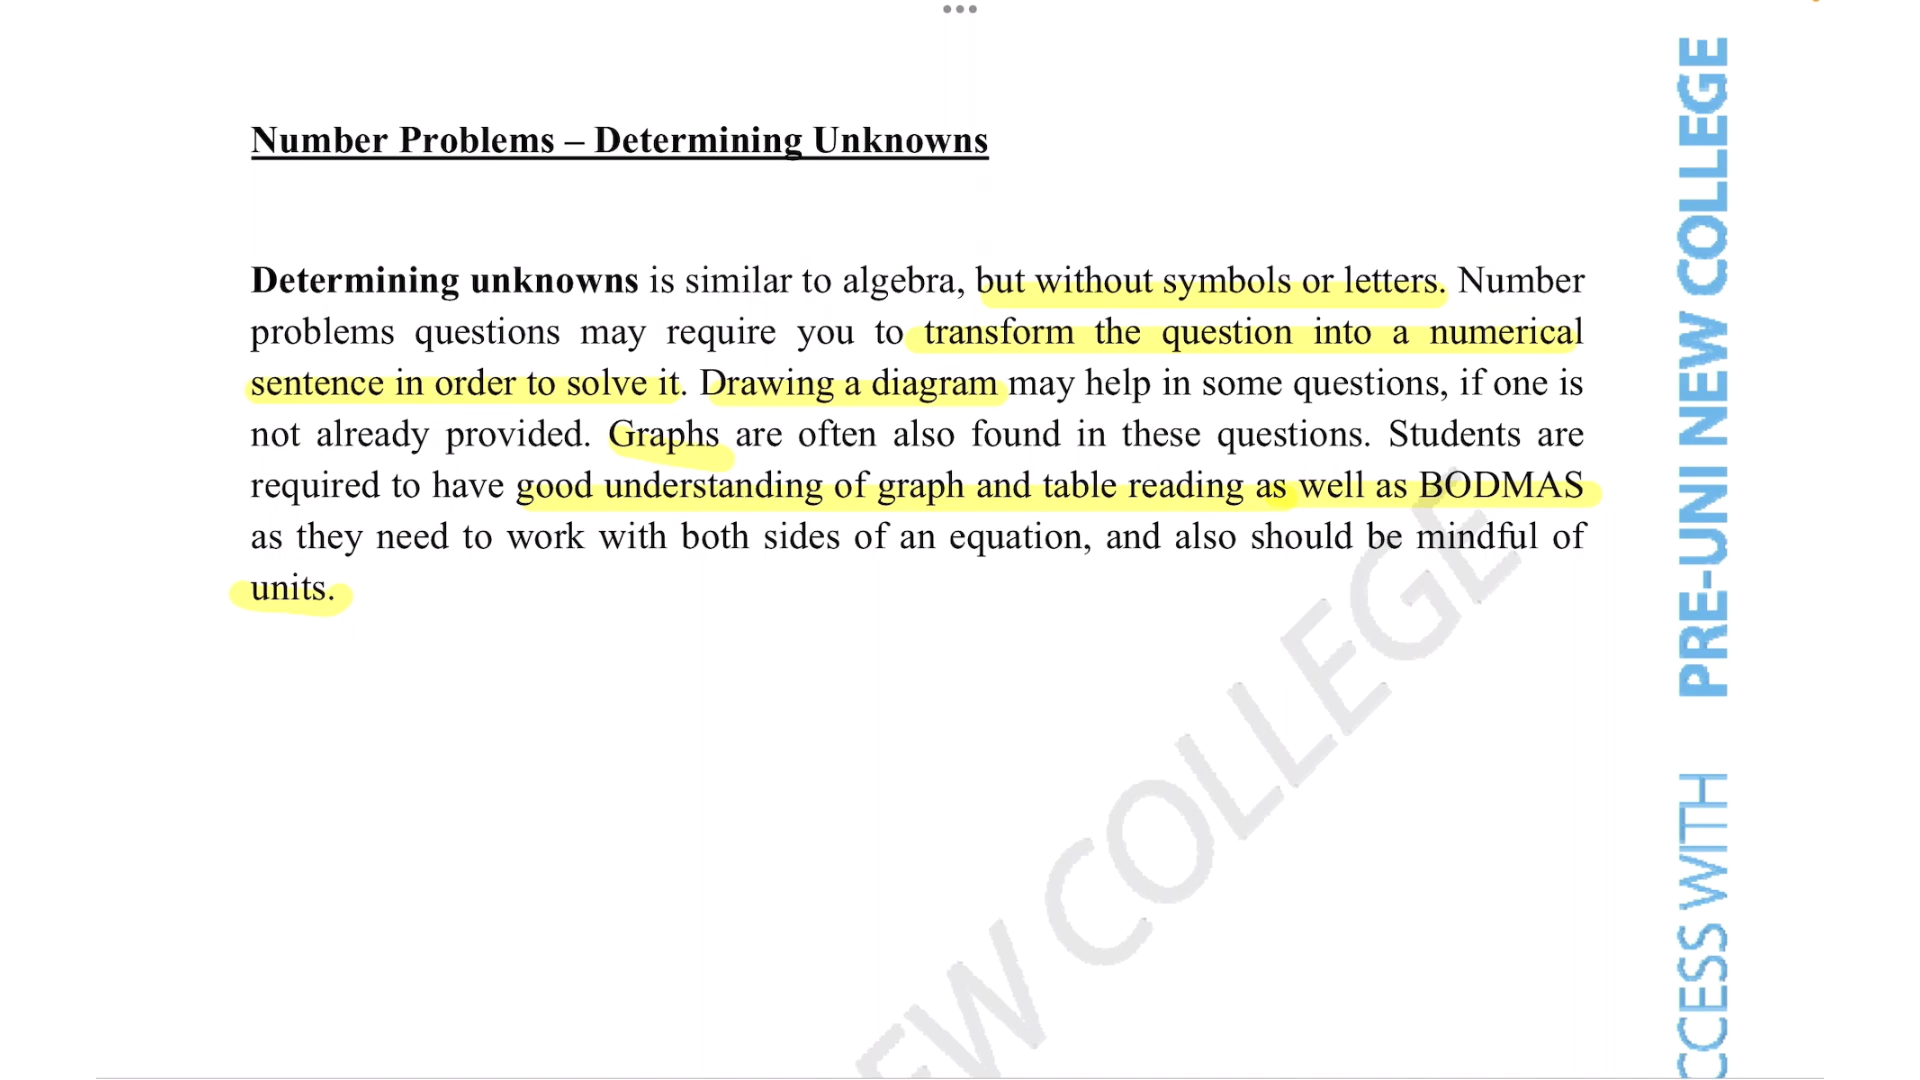 Number Problems – Determining Unknowns
Determining unknowns is similar to algebra, but without symbols or letters. Number
problems questions may require you to transform the question into a numerical
sentence in order to solve it. Drawing a diagram may help in some questions, if one is
not already provided. Graphs are often also found in these questions. Students are
required to have good understanding of graph and table reading as well as BODMAS
as they need to work with both sides of an equation, and also should be mindful of
units.
EW COLLEGE
CCESS WITH PRE-UNI NEW COLLEGE